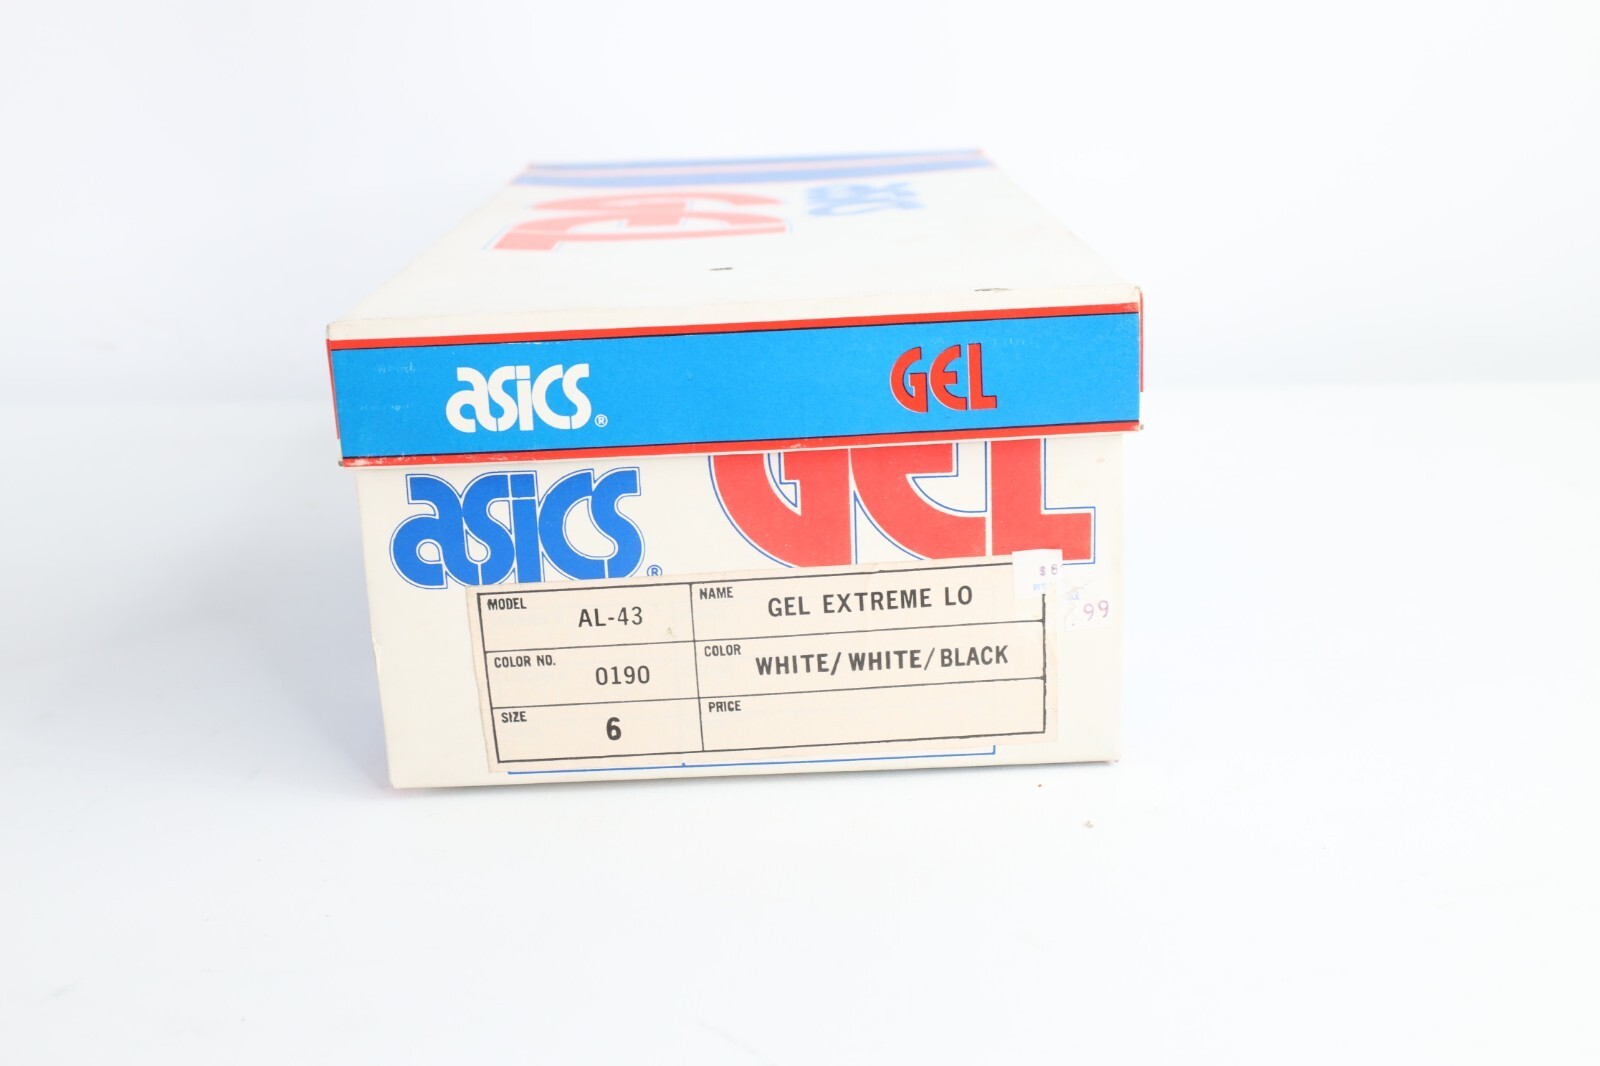 asics® GEL
asics® GEL
MODEL AL-43 NAME GEL EXTREME LO
COLOR NO. 0190 COLOR WHITE/WHITE/BLACK
SIZE 6 PRICE
$
99